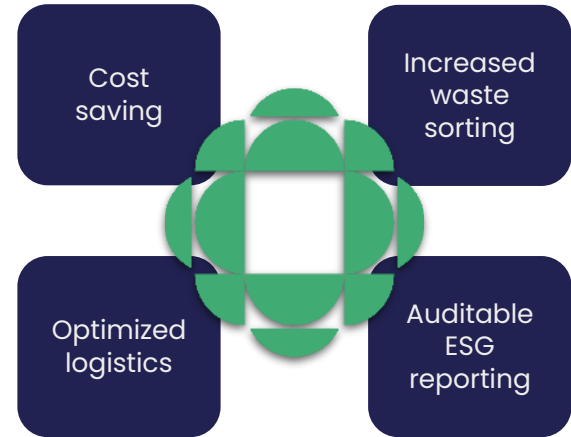 Cost
saving
Increased
waste
sorting
Optimized
logistics
Auditable
ESG
reporting